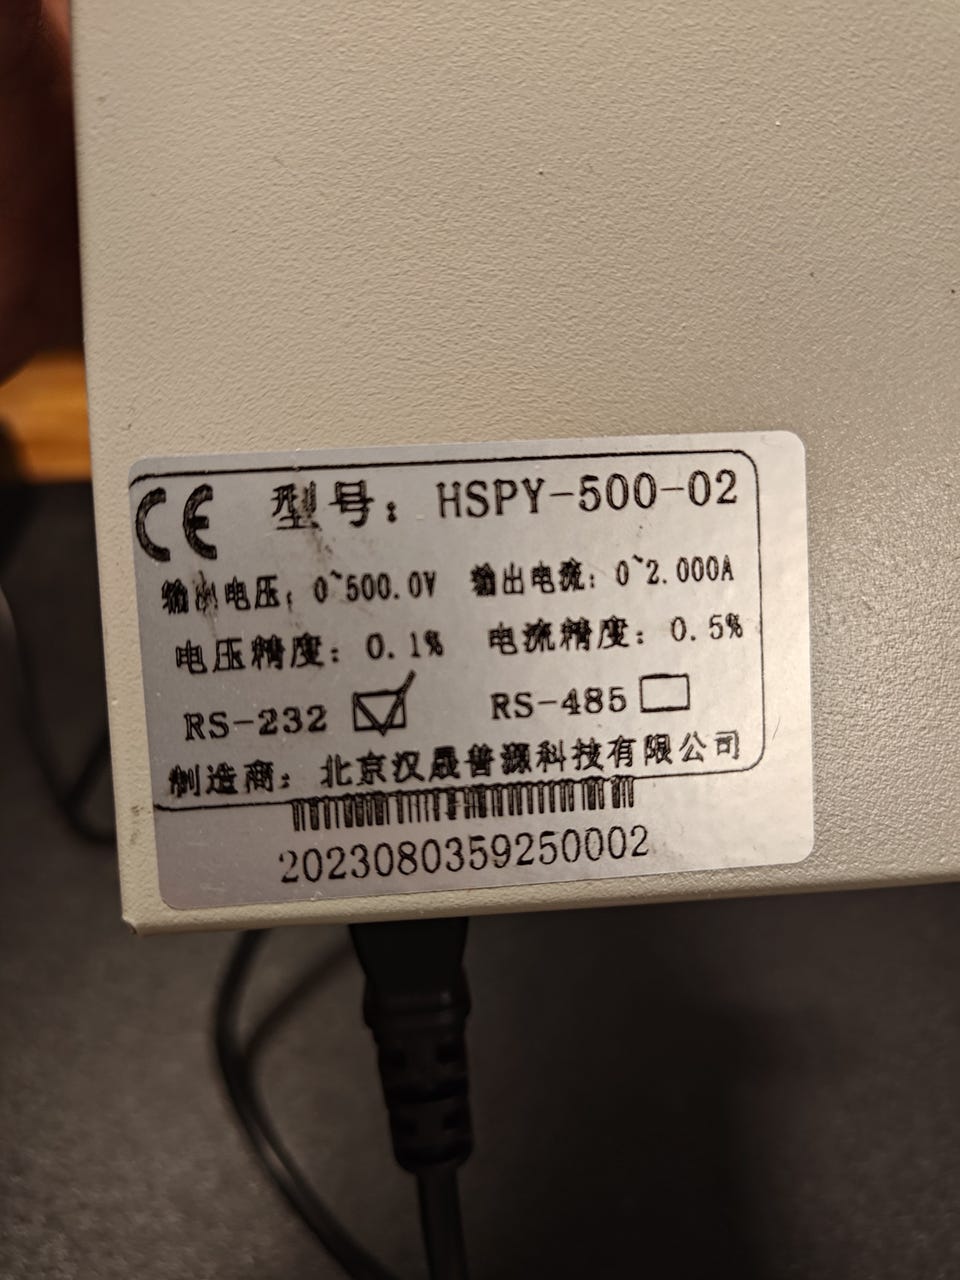 CE 型号：HSPY-500-02
输出电压：0~500.0V 输出电流：0~2.000A
电压精度：0.1% 电流精度：0.5%
RS-232 ☑ RS-485 ☐
制造商：北京汉晟普源科技有限公司
2023080359250002